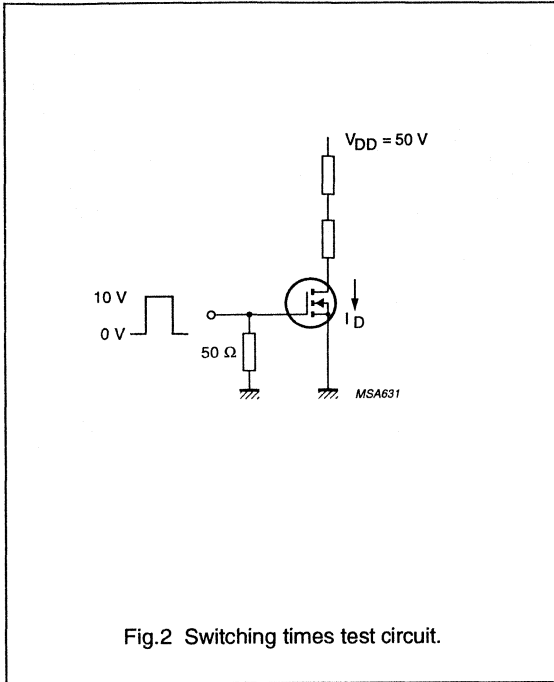 V_DD = 50 V
10 V
0 V
50 Ω
I_D
MSA631
Fig.2 Switching times test circuit.